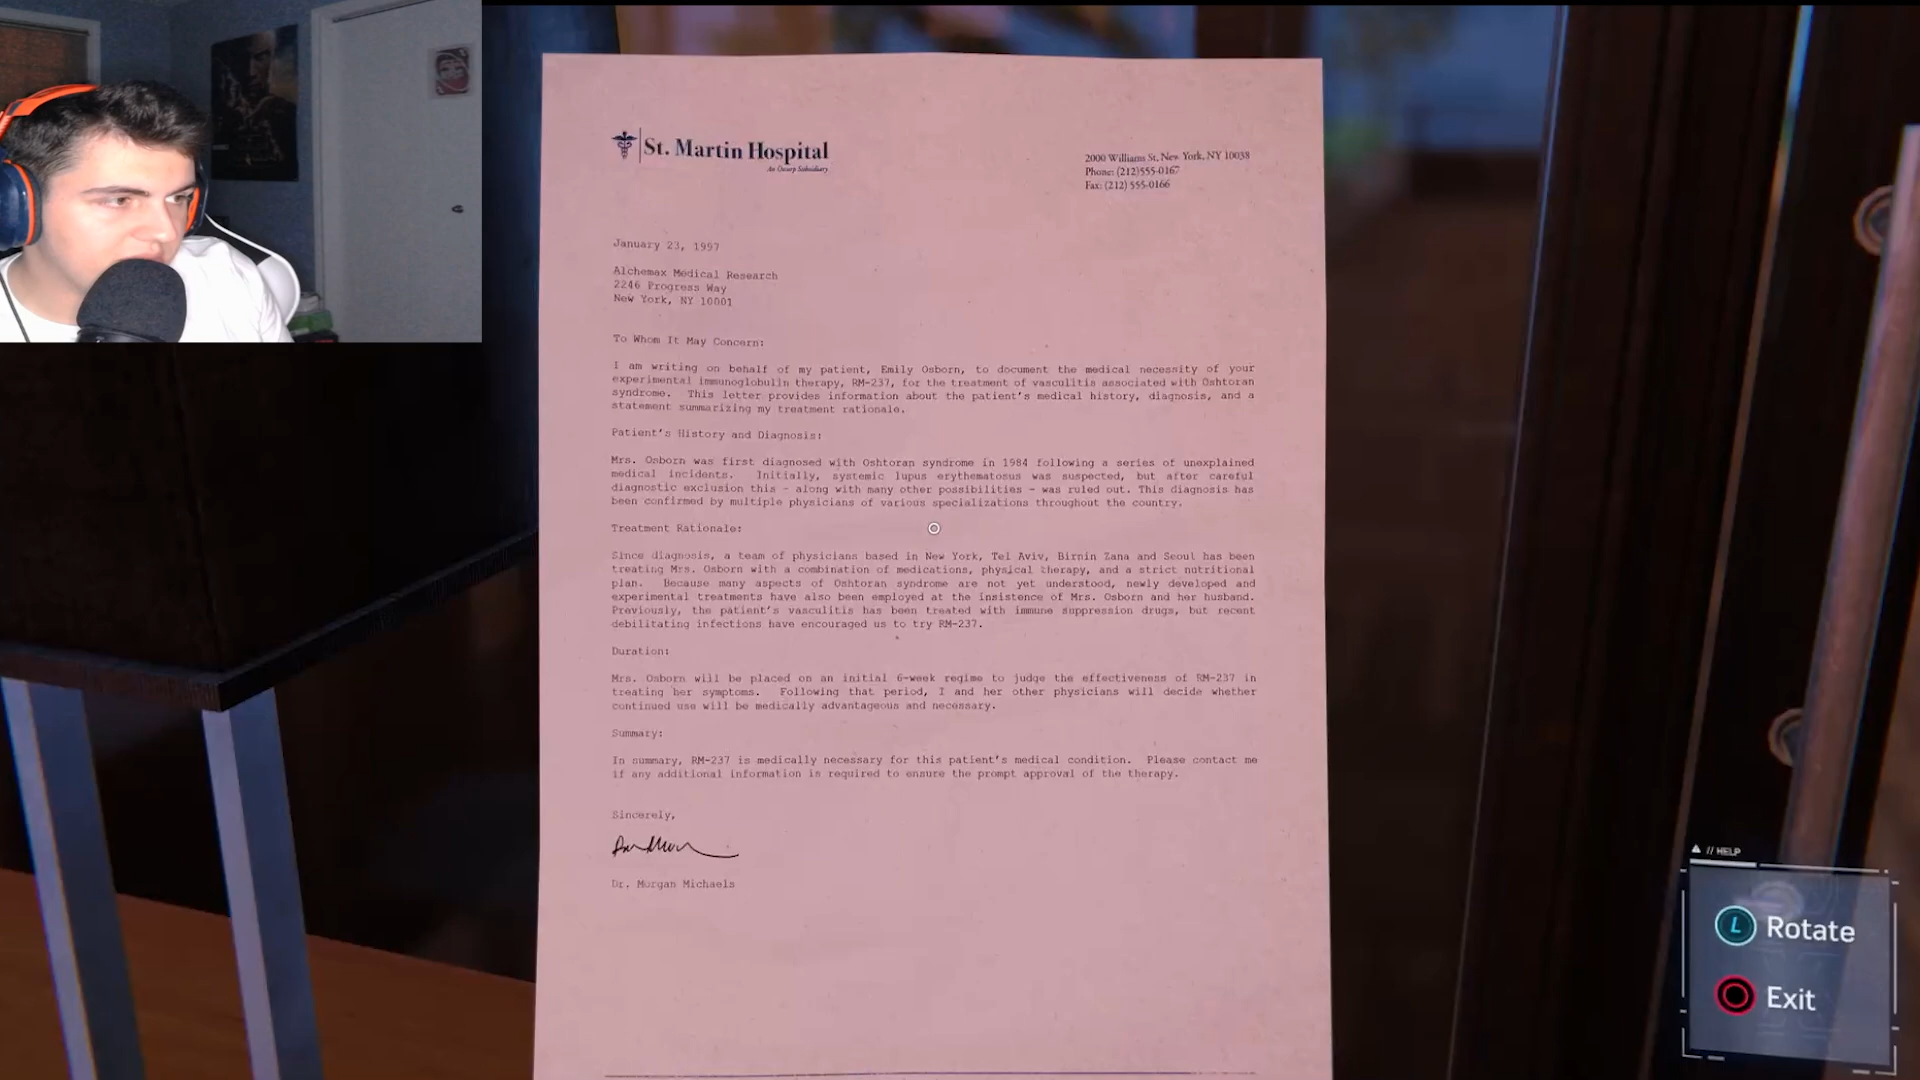 St. Martin Hospital
An Oscorp Subsidiary
2000 Williams St, New York, NY 10038
Phone: (212)555-0167
Fax: (212) 555-0166
January 23, 1997
Alchemax Medical Research
2246 Progress Way
New York, NY 10001
To Whom It May Concern:
I am writing on behalf of my patient, Emily Osborn, to document the medical necessity of your
experimental immunoglobulin therapy, RM-237, for the treatment of vasculitis associated with Oshtoran
syndrome. This letter provides information about the patient's medical history, diagnosis, and a
statement summarizing my treatment rationale.
Patient's History and Diagnosis:
Mrs. Osborn was first diagnosed with Oshtoran syndrome in 1984 following a series of unexplained
medical incidents. Initially, systemic lupus erythematosus was suspected, but after careful
diagnostic exclusion this - along with many other possibilities - was ruled out. This diagnosis has
been confirmed by multiple physicians of various specializations throughout the country.
Treatment Rationale:
Since diagnosis, a team of physicians based in New York, Tel Aviv, Birnin Zana and Seoul has been
treating Mrs. Osborn with a combination of medications, physical therapy, and a strict nutritional
plan. Because many aspects of Oshtoran syndrome are not yet understood, newly developed and
experimental treatments have also been employed at the insistence of Mrs. Osborn and her husband.
Previously, the patient's vasculitis has been treated with immune suppression drugs, but recent
debilitating infections have encouraged us to try RM-237.
Duration:
Mrs. Osborn will be placed on an initial 6-week regime to judge the effectiveness of RM-237 in
treating her symptoms. Following that period, I and her other physicians will decide whether
continued use will be medically advantageous and necessary.
Summary:
In summary, RM-237 is medically necessary for this patient's medical condition. Please contact me
if any additional information is required to ensure the prompt approval of the therapy.
Sincerely,
Dr. Morgan Michaels
// HELP
L Rotate
Exit